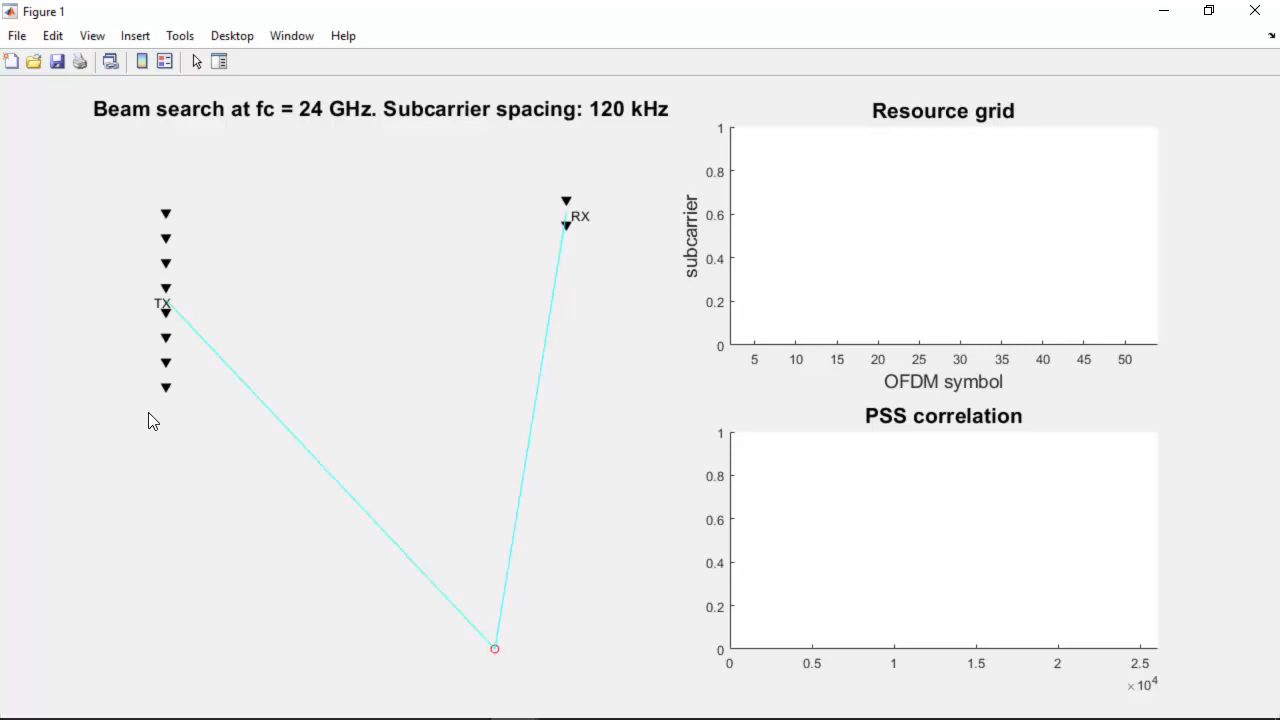 Figure 1
File Edit View Insert Tools Desktop Window Help
Beam search at fc = 24 GHz. Subcarrier spacing: 120 kHz
TX
RX
Resource grid
1
0.8
0.6
0.4
0.2
0
subcarrier
5 10 15 20 25 30 35 40 45 50
OFDM symbol
PSS correlation
1
0.8
0.6
0.4
0.2
0
0 0.5 1 1.5 2 2.5
×10⁴